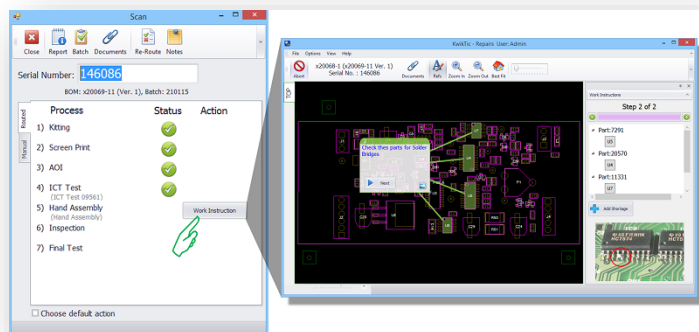 Scan
Close
Report
Batch
Documents
Re-Route
Notes
Serial Number: 146086
BOM: x20069-11 (Ver. 1), Batch: 210115
Routed
Manual
Process Status Action
1) Kitting
2) Screen Print
3) AOI
4) ICT Test
(ICT Test 09561)
5) Hand Assembly
(Hand Assembly)
Work Instruction
6) Inspection
7) Final Test
Choose default action
KwikTic - Repairs User: Admin
File Options View Help
Abort
x20068-1 (x20069-11 Ver. 1)
Serial No. : 146086
Documents
Refs
Zoom In
Zoom Out
Best Fit
TOP
Check thes parts for Solder
Bridges.
Next
Work Instructions
Step 2 of 2
Part:7291
U5
Part:20570
U4
Part:11331
U7
Add Shortage